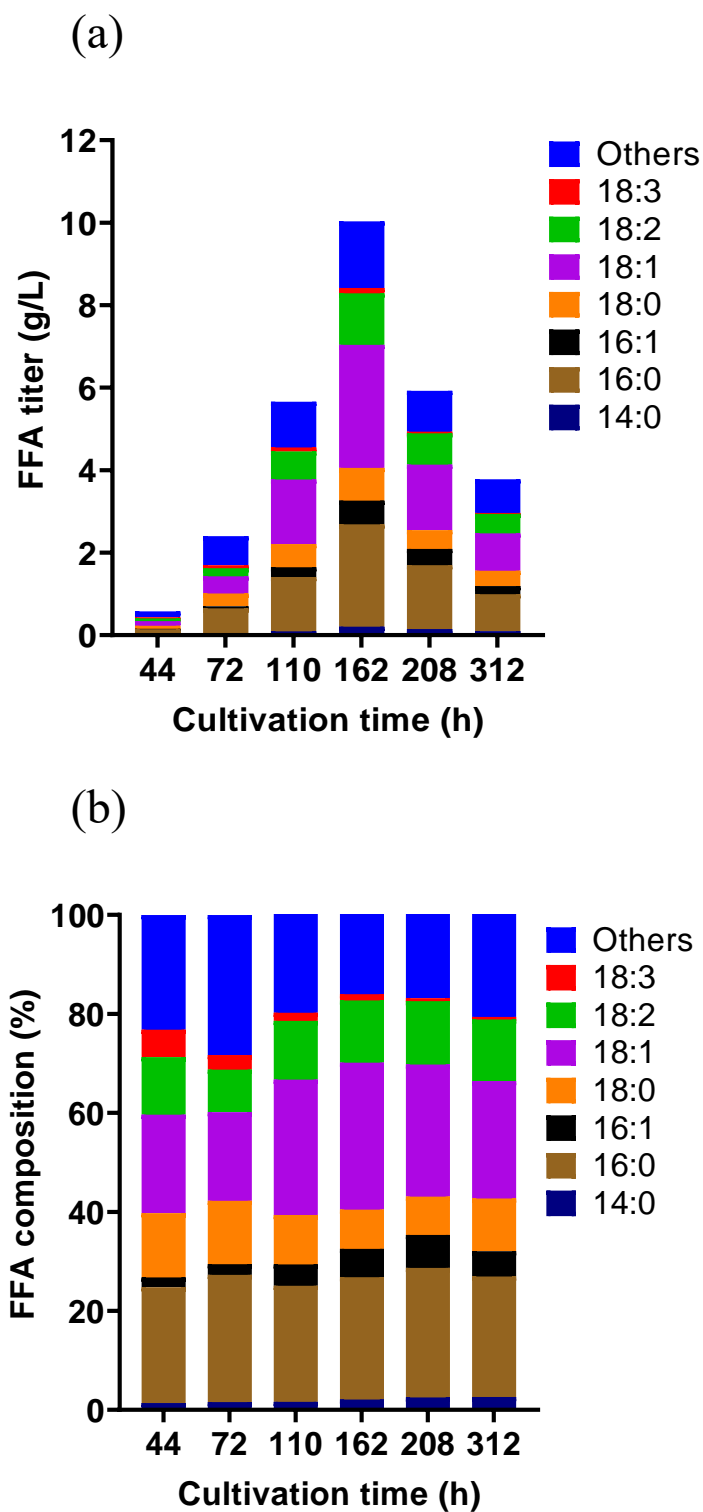 (a)
FFA titer (g/L)
12
10
8
6
4
2
0
44 72 110 162 208 312
Cultivation time (h)
Others
18:3
18:2
18:1
18:0
16:1
16:0
14:0
(b)
FFA composition (%)
100
80
60
40
20
0
44 72 110 162 208 312
Cultivation time (h)
Others
18:3
18:2
18:1
18:0
16:1
16:0
14:0